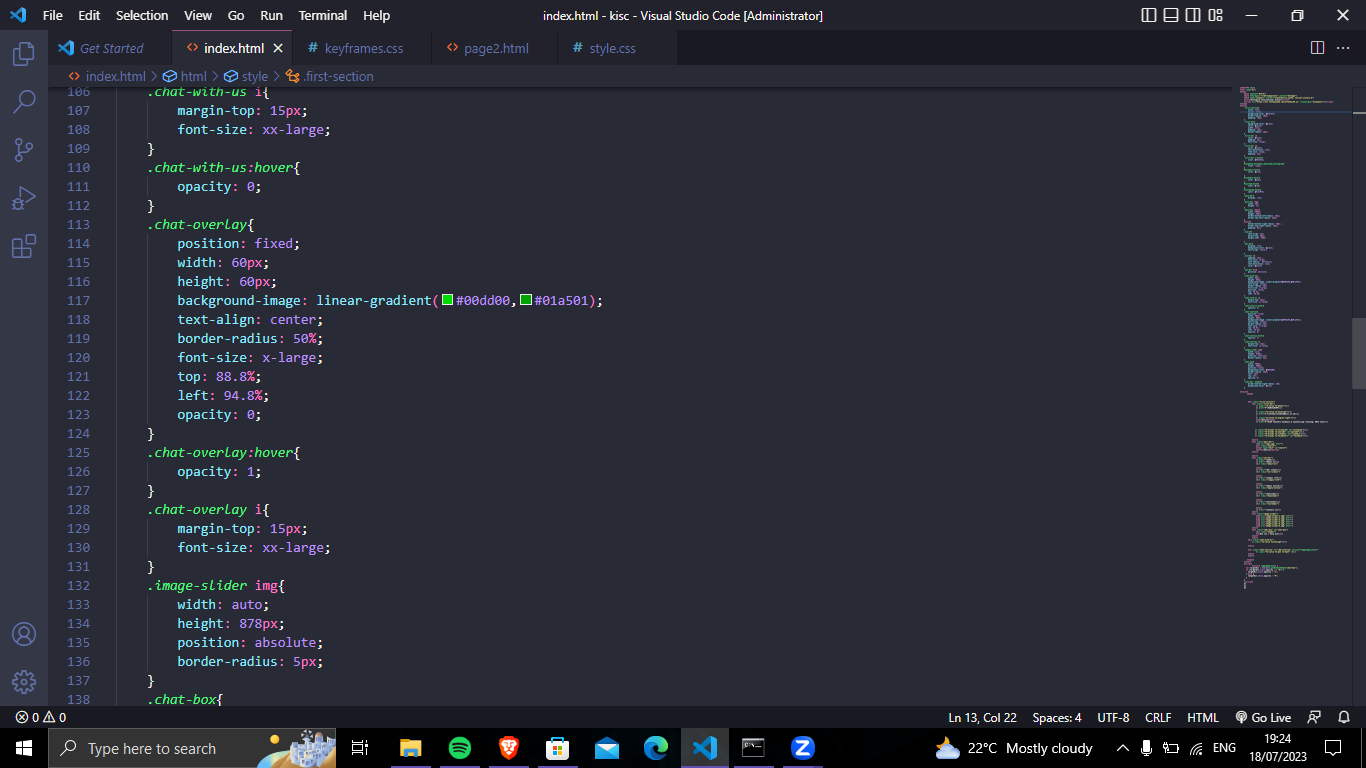 File Edit Selection View Go Run Terminal Help index.html - kisc - Visual Studio Code [Administrator]
Get Started <> index.html # keyframes.css <> page2.html # style.css
<> index.html > html > style > .first-section
106 .chat-with-us i{
107 margin-top: 15px;
108 font-size: xx-large;
109 }
110 .chat-with-us:hover{
111 opacity: 0;
112 }
113 .chat-overlay{
114 position: fixed;
115 width: 60px;
116 height: 60px;
117 background-image: linear-gradient(#00dd00,#01a501);
118 text-align: center;
119 border-radius: 50%;
120 font-size: x-large;
121 top: 88.8%;
122 left: 94.8%;
123 opacity: 0;
124 }
125 .chat-overlay:hover{
126 opacity: 1;
127 }
128 .chat-overlay i{
129 margin-top: 15px;
130 font-size: xx-large;
131 }
132 .image-slider img{
133 width: auto;
134 height: 878px;
135 position: absolute;
136 border-radius: 5px;
137 }
138 .chat-box{
0 0 Ln 13, Col 22 Spaces: 4 UTF-8 CRLF HTML Go Live
Type here to search 22°C Mostly cloudy ENG 19:24
18/07/2023